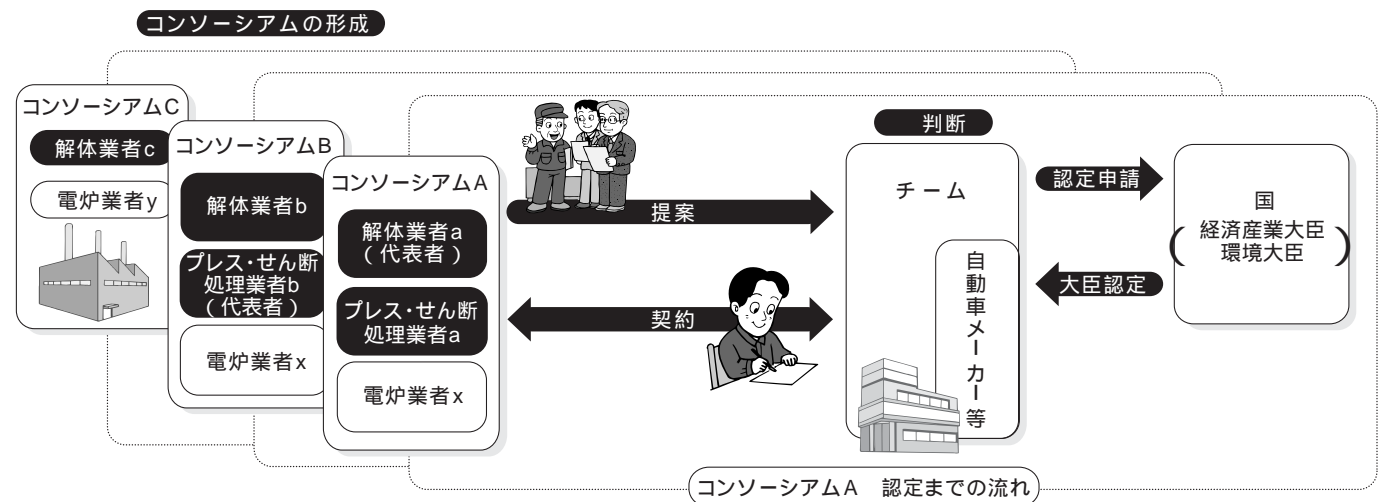 コンソーシアムの形成
コンソーシアムC
解体業者c
電炉業者y
コンソーシアムB
解体業者b
プレス・せん断
処理業者b
(代表者)
電炉業者x
コンソーシアムA
解体業者a
(代表者)
プレス・せん断
処理業者a
電炉業者x
提案
契約
判断
チーム
自動車メーカー等
認定申請
大臣認定
国
(経済産業大臣
環境大臣)
コンソーシアムA 認定までの流れ